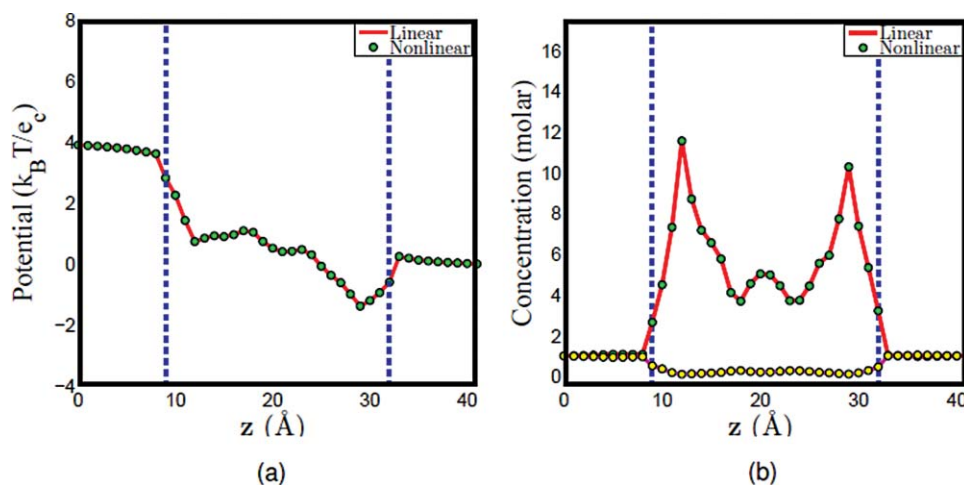 Potential (k_BT/e_c)
8
6
4
2
0
−2
−4
0 10 20 30 40
z (Å)
Linear
Nonlinear
(a)
Concentration (molar)
16
14
12
10
8
6
4
2
0
0 10 20 30 40
z (Å)
Linear
Nonlinear
(b)